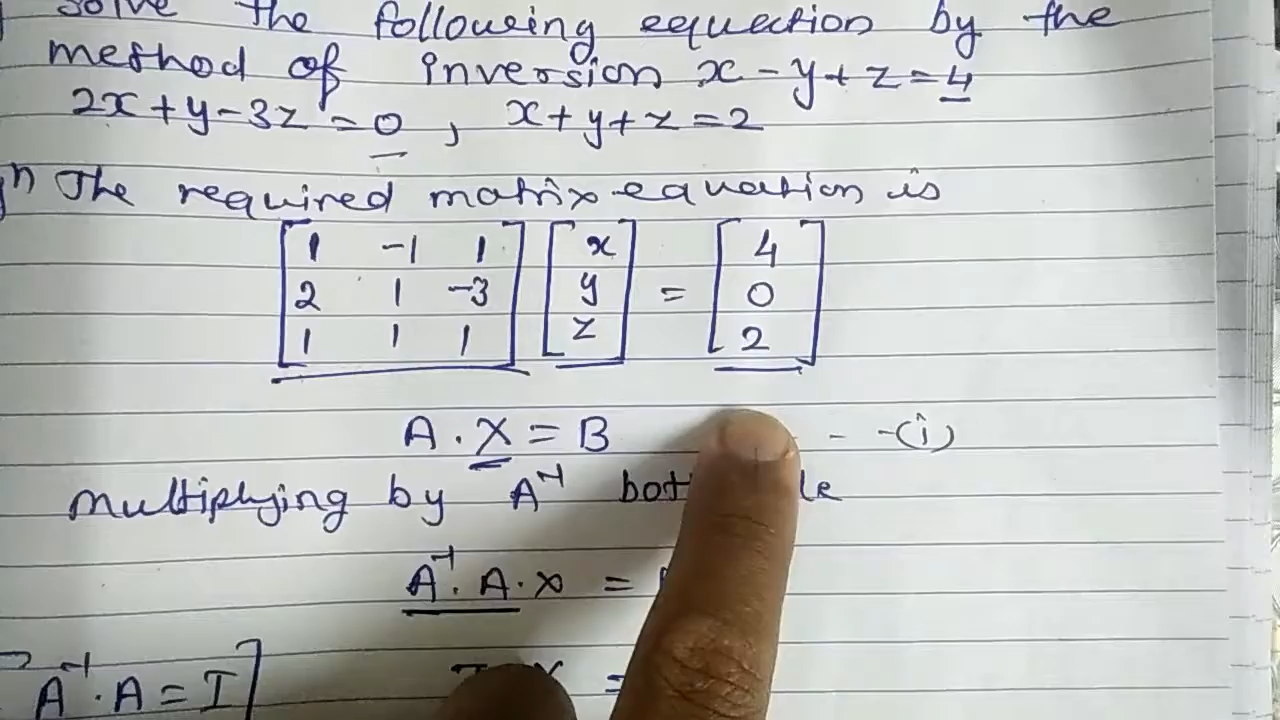 solve the following equation by the
method of inversion x - y + z = 4
2x + y - 3z = 0 , x + y + z = 2
The required matrix equation is
[1 -1 1] [x] = [4]
[2 1 -3] [y] [0]
[1 1 1] [z] [2]
A . X = B - -(i)
multiplying by A⁻¹
A⁻¹ . A . x =
A⁻¹ . A = I] X =